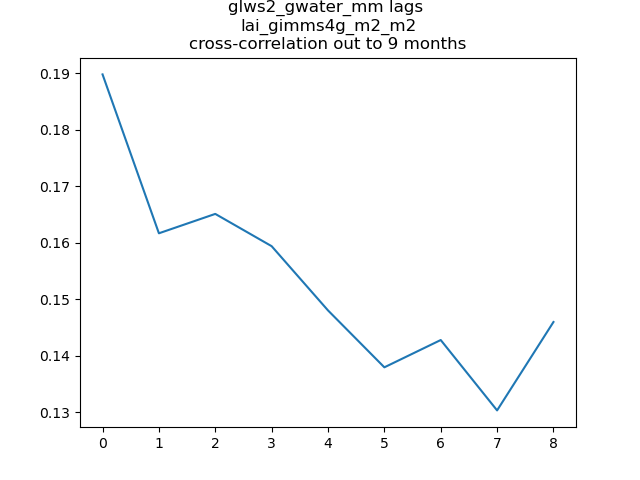 glws2_gwater_mm lags
lai_gimms4g_m2_m2
cross-correlation out to 9 months
0.19
0.18
0.17
0.16
0.15
0.14
0.13
0 1 2 3 4 5 6 7 8